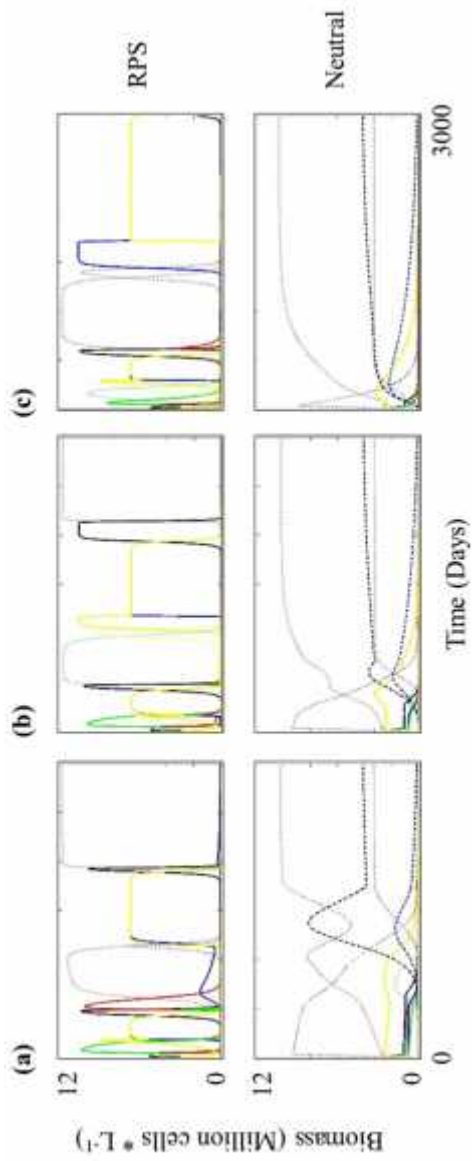 (a)
(b)
(c)
12
0
RPS
12
0
Neutral
0
3000
Time (Days)
Biomass (Million cells * L⁻¹)